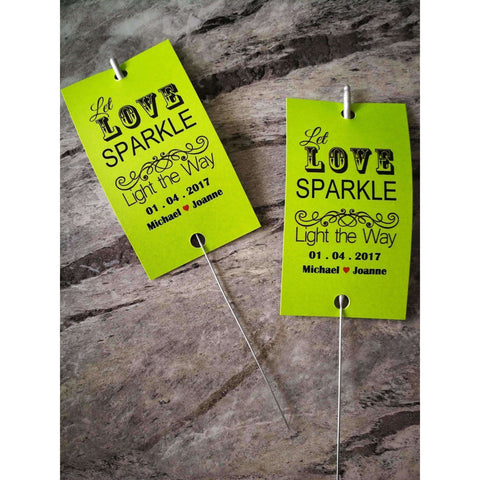 Let
LOVE
SPARKLE
Light the Way
01 . 04 . 2017
Michael ♥ Joanne
Let
LOVE
SPARKLE
Light the Way
01 . 04 . 2017
Michael ♥ Joanne